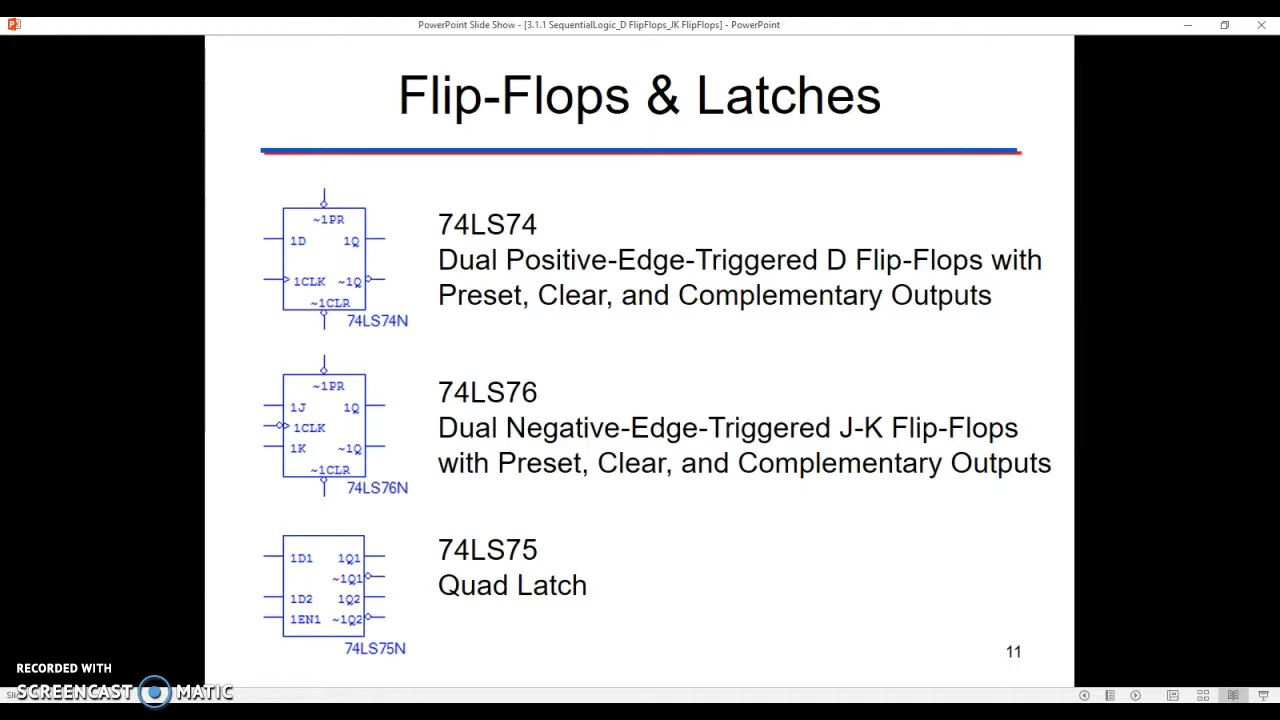 PowerPoint Slide Show - [3.1.1 SequentialLogic_D FlipFlops_JK FlipFlops] - PowerPoint
Flip-Flops & Latches
~1PR
1D 1Q
1CLK ~1Q
~1CLR
74LS74N
74LS74
Dual Positive-Edge-Triggered D Flip-Flops with
Preset, Clear, and Complementary Outputs
~1PR
1J 1Q
1CLK
1K ~1Q
~1CLR
74LS76N
74LS76
Dual Negative-Edge-Triggered J-K Flip-Flops
with Preset, Clear, and Complementary Outputs
1D1 1Q1
~1Q1
1D2 1Q2
1EN1 ~1Q2
74LS75N
74LS75
Quad Latch
11
RECORDED WITH
SCREENCAST MATIC